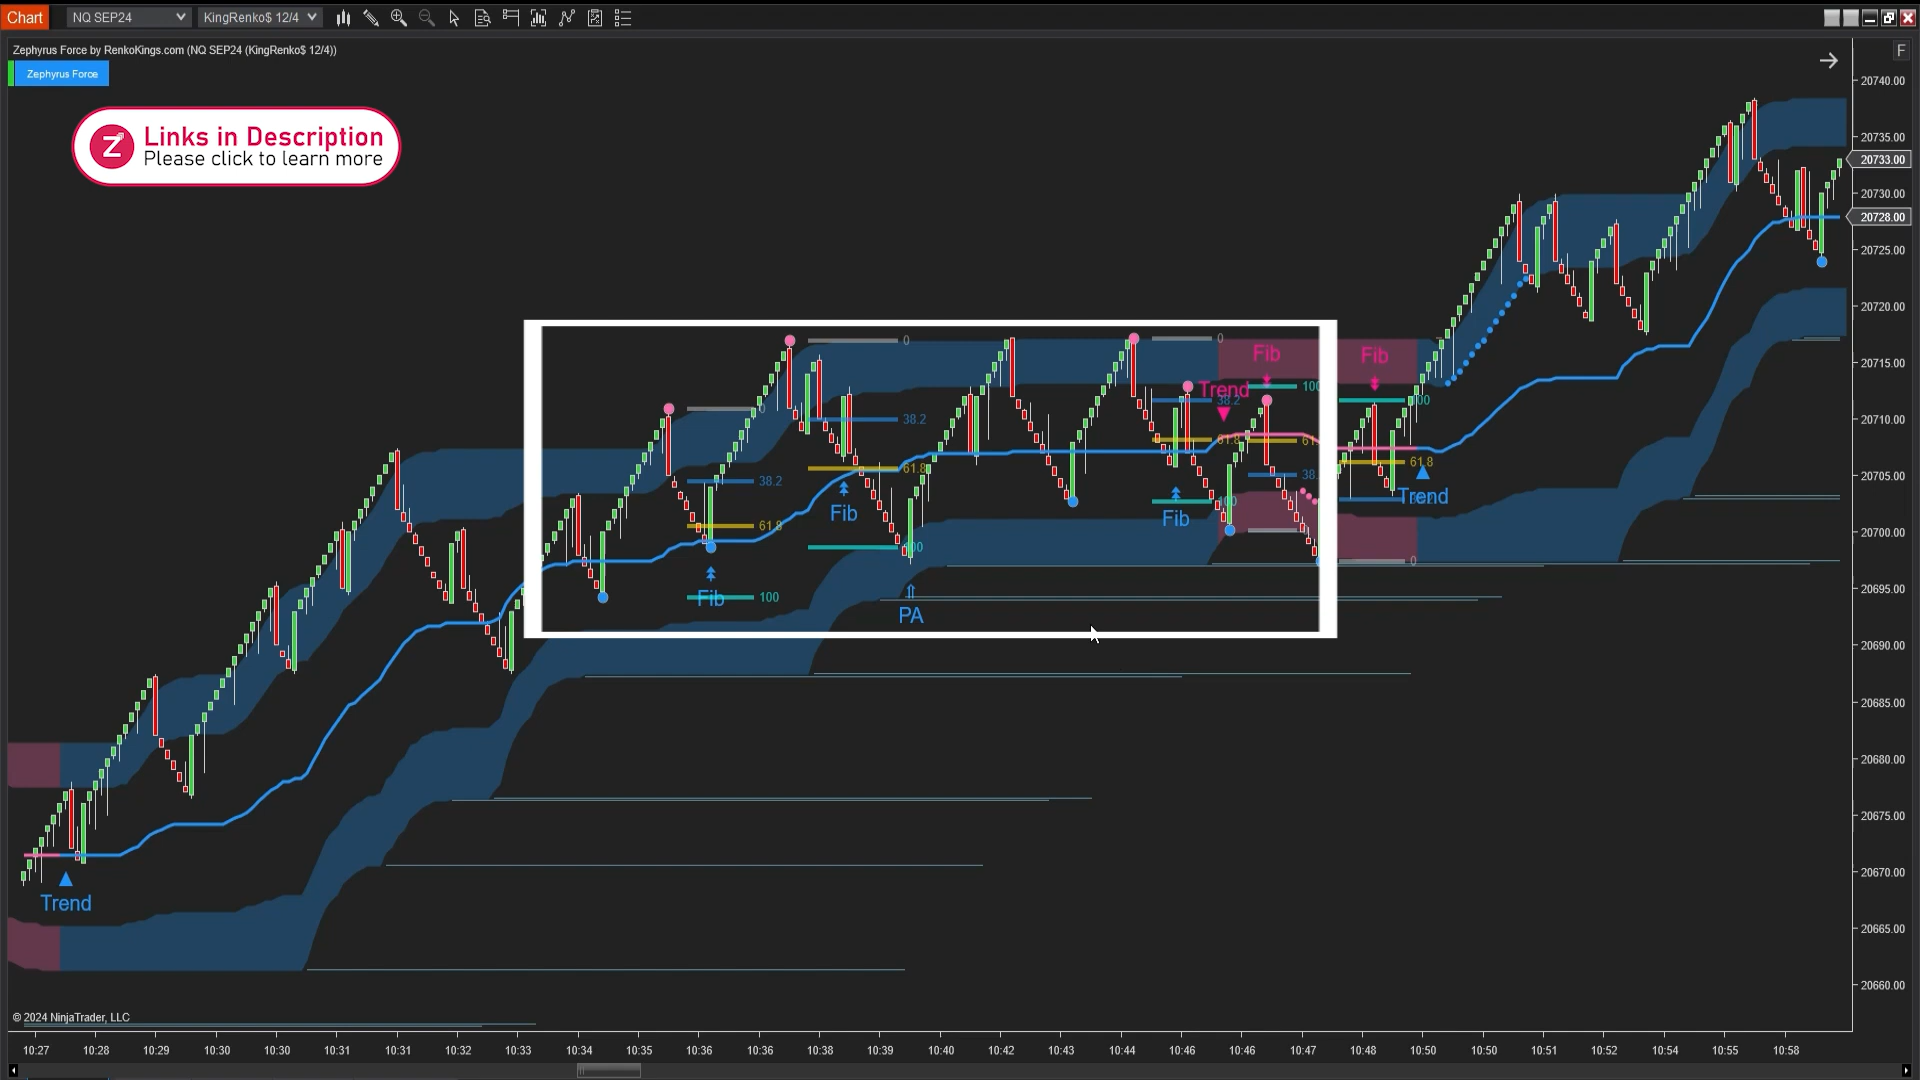 Chart
NQ SEP24
KingRenko$ 12/4
Zephyrus Force by RenkoKings.com (NQ SEP24 (KingRenko$ 12/4))
F
Zephyrus Force
Links in Description
Please click to learn more
20740.00
20735.00
20733.00
20730.00
20728.00
20725.00
20720.00
20715.00
20710.00
20705.00
20700.00
20695.00
20690.00
20685.00
20680.00
20675.00
20670.00
20665.00
20660.00
0
0
Fib
Fib
Trend
100
0
38.2
38.2
100
61.8
61.8
61.8
38.2
Trend
61.8
Fib
Fib
100
0
Fib
100
PA
Trend
© 2024 NinjaTrader, LLC
10:27 10:28 10:29 10:30 10:30 10:31 10:31 10:32 10:33 10:34 10:35 10:36 10:36 10:38 10:39 10:40 10:42 10:43 10:44 10:46 10:46 10:47 10:48 10:50 10:50 10:51 10:52 10:54 10:55 10:58